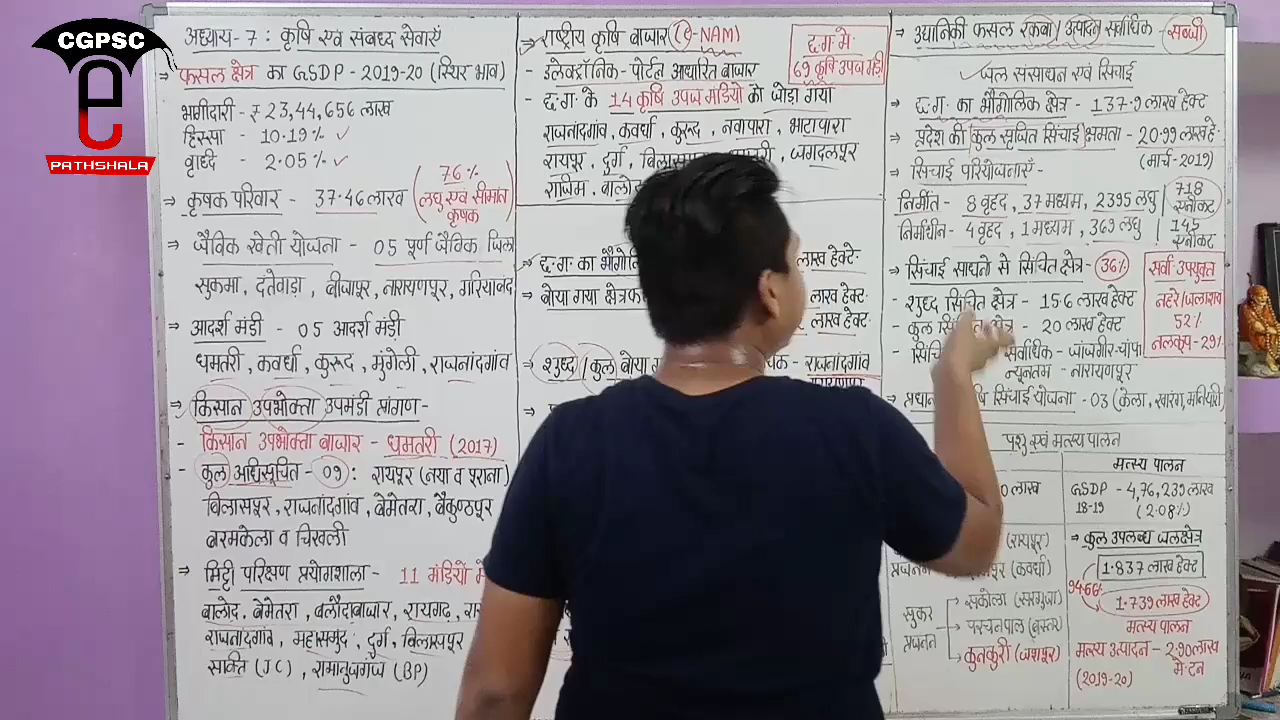 CGPSC
PATHSHALA
अध्याय-7 : कृषि एवं संबध्द सेवाएँ
⇒ फसल क्षेत्र का GSDP - 2019-20 (स्थिर भाव)
भागीदारी - ₹ 23,44,656 लाख
हिस्सा - 10.19% ✓
वृध्दि - 2.05% ✓
⇒ कृषक परिवार - 37.46 लाख (76% लघु एवं सीमांत कृषक)
⇒ जैविक खेती योजना - 05 पूर्ण जैविक जिला
सुकमा, दंतेवाड़ा, बीजापुर, नारायणपुर, गरियाबंद
⇒ आदर्श मंडी - 05 आदर्श मंड़ी
धमतरी, कवर्धा, कुरूद, मुंगेली, राजनांदगांव
⇒ किसान उपभोक्ता उपमंडी प्रांगण-
- किसान उपभोक्ता बाजार - धमतरी (2017)
- कुल अधिसूचित - 09 : रायपूर (नया व पुराना)
बिलासपूर, राजनांदगांव, बेमेतरा, बैकुण्ठपूर
बरमकेला व चिखली
⇒ मिट्टी परिक्षण प्रयोगशाला - 11 मंडियों में
बालोद, बेमेतरा, बलौदाबाजार, रायगढ़,
राजनांदगांव, महासमुंद, दुर्ग, बिलासपूर
सक्ति (JC), रामानुजगंज (BP)
⇒ राष्ट्रीय कृषि बाजार (e-NAM)
छ.ग. में
69 कृषि उपज मंडी
- इलेक्ट्रॉनिक-पोर्टल आधारित बाजार
- छ.ग. के 14 कृषि उपज मंडियो को जोड़ा गया
राजनांदगांव, कवर्धा, कुरूद, नवापारा, भाटापारा
रायपूर, दुर्ग, जगदलपूर
राजिम,
⇒ छ.ग. का लाख हेक्टे.
⇒ बोया गया लाख हेक्ट.
लाख हेक्ट.
⇒ शुध्द / कुल बोया - राजनांदगांव
⇒ उद्यानिकी फसल रकबा / उत्पादन सर्वाधिक - सब्जी
✓ जल संसाधन एवं सिंचाई
⇒ छ.ग. का भौगोलिक क्षेत्र - 137.9 लाख हेक्ट
⇒ प्रदेश की कुल सृचित सिंचाई क्षमता - 20.99 लाख हे.
(मार्च-2019)
⇒ सिंचाई परियोजनाएँ -
निर्मित - 8 वृहद, 37 मध्यम, 2395 लघु | 718 एनीकट
निर्माधीन - 4 वृहद, 1 मध्यम, 369 लघु | 145 एनीकट
⇒ सिंचाई साधनो से सिंचित क्षेत्र - 36%
सर्वा. उपयुक्त
नहरे/जलाशय
52%
नलकूप - 29%
- शुध्द सिंचित क्षेत्र - 15.6 लाख हेक्ट
- कुल क्षेत्र - 20 लाख हेक्ट
- सर्वाधिक - जांजगीर-चांपा
न्यूनतम - नारायणपूर
⇒ सिंचाई योजना - 03 (केलो, खारंग, मनियारी)
पशु एवं मत्स्य पालन
लाख
(रायपूर)
(कवर्धा)
सुकर प्रजनन
सकोला (सरगुजा)
परचनपाल (बस्तर)
कुनकुरी (जशपूर)
मत्स्य पालन
GSDP - 4,76,239 लाख
18-19 (2.08%)
⇒ कुल उपलब्ध जलक्षेत्र
1.837 लाख हेक्ट
94.66%
1.739 लाख हेक्ट
मत्स्य पालन
मत्स्य उत्पादन - लाख मे. टन
(2019-20)